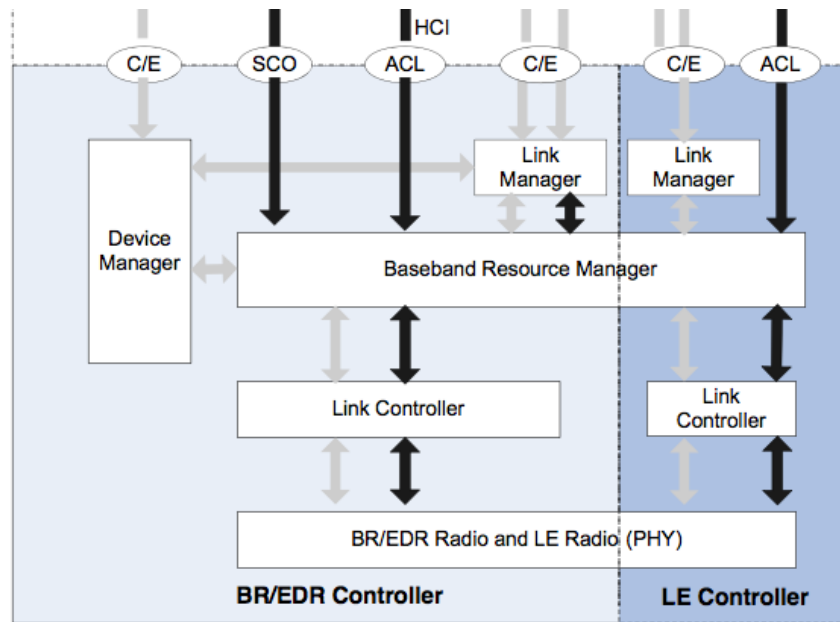 HCI
C/E
SCO
ACL
C/E
C/E
ACL
Link
Manager
Link
Manager
Device
Manager
Baseband Resource Manager
Link Controller
Link
Controller
BR/EDR Radio and LE Radio (PHY)
BR/EDR Controller
LE Controller